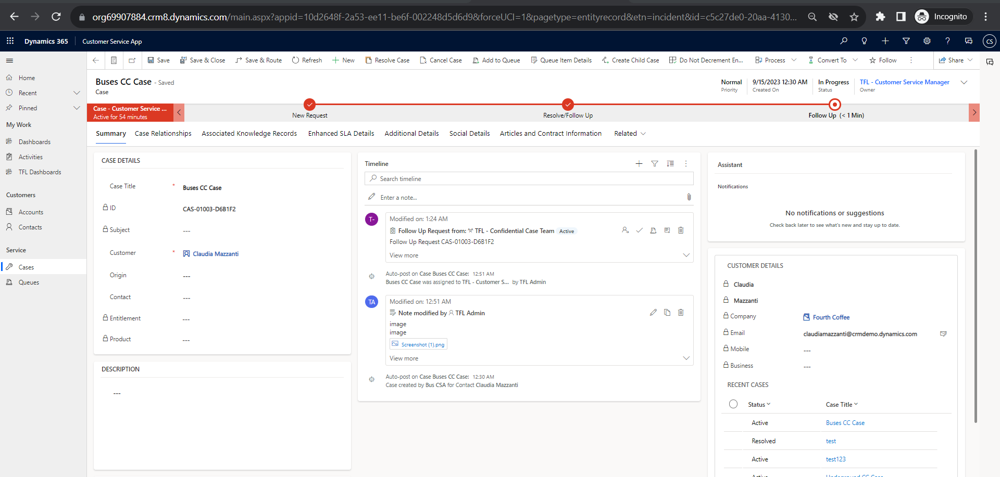 org69907884.crm8.dynamics.com/main.aspx?appid=10d2648f-2a53-ee11-be6f-002248d5d6d9&forceUCI=1&pagetype=entityrecord&etn=incident&id=c5c27de0-20aa-4130...
Incognito
Dynamics 365
Customer Service App
CS
Save
Save & Close
Save & Route
Refresh
New
Resolve Case
Cancel Case
Add to Queue
Queue Item Details
Create Child Case
Do Not Decrement En...
Process
Convert To
Follow
Share
Home
Recent
Pinned
My Work
Dashboards
Activities
TFL Dashboards
Customers
Accounts
Contacts
Service
Cases
Queues
Buses CC Case - Saved
Case
Normal
Priority
9/15/2023 12:30 AM
Created On
In Progress
Status
TFL - Customer Service Manager
Owner
Case - Customer Service ...
Active for 54 minutes
New Request
Resolve/Follow Up
Follow Up (< 1 Min)
Summary
Case Relationships
Associated Knowledge Records
Enhanced SLA Details
Additional Details
Social Details
Articles and Contract Information
Related
CASE DETAILS
Case Title * Buses CC Case
ID CAS-01003-D6B1F2
Subject ---
Customer * Claudia Mazzanti
Origin ---
Contact ---
Entitlement ---
Product ---
DESCRIPTION
---
Timeline
Search timeline
Enter a note...
T-
Modified on: 1:24 AM
Follow Up Request from: TFL - Confidential Case Team Active
Follow Up Request CAS-01003-D6B1F2
View more
Auto-post on Case Buses CC Case: 12:51 AM
Buses CC Case was assigned to TFL - Customer S... by TFL Admin
TA
Modified on: 12:51 AM
Note modified by TFL Admin
image
image
Screenshot (1).png
View more
Auto-post on Case Buses CC Case: 12:30 AM
Case created by Bus CSA for Contact Claudia Mazzanti
Assistant
Notifications
No notifications or suggestions
Check back later to see what's new and stay up to date.
CUSTOMER DETAILS
Claudia
Mazzanti
Company Fourth Coffee
Email claudiamazzanti@crmdemo.dynamics.com
Mobile ---
Business ---
RECENT CASES
Status Case Title
Active Buses CC Case
Resolved test
Active test123
Active Undeground CC Case